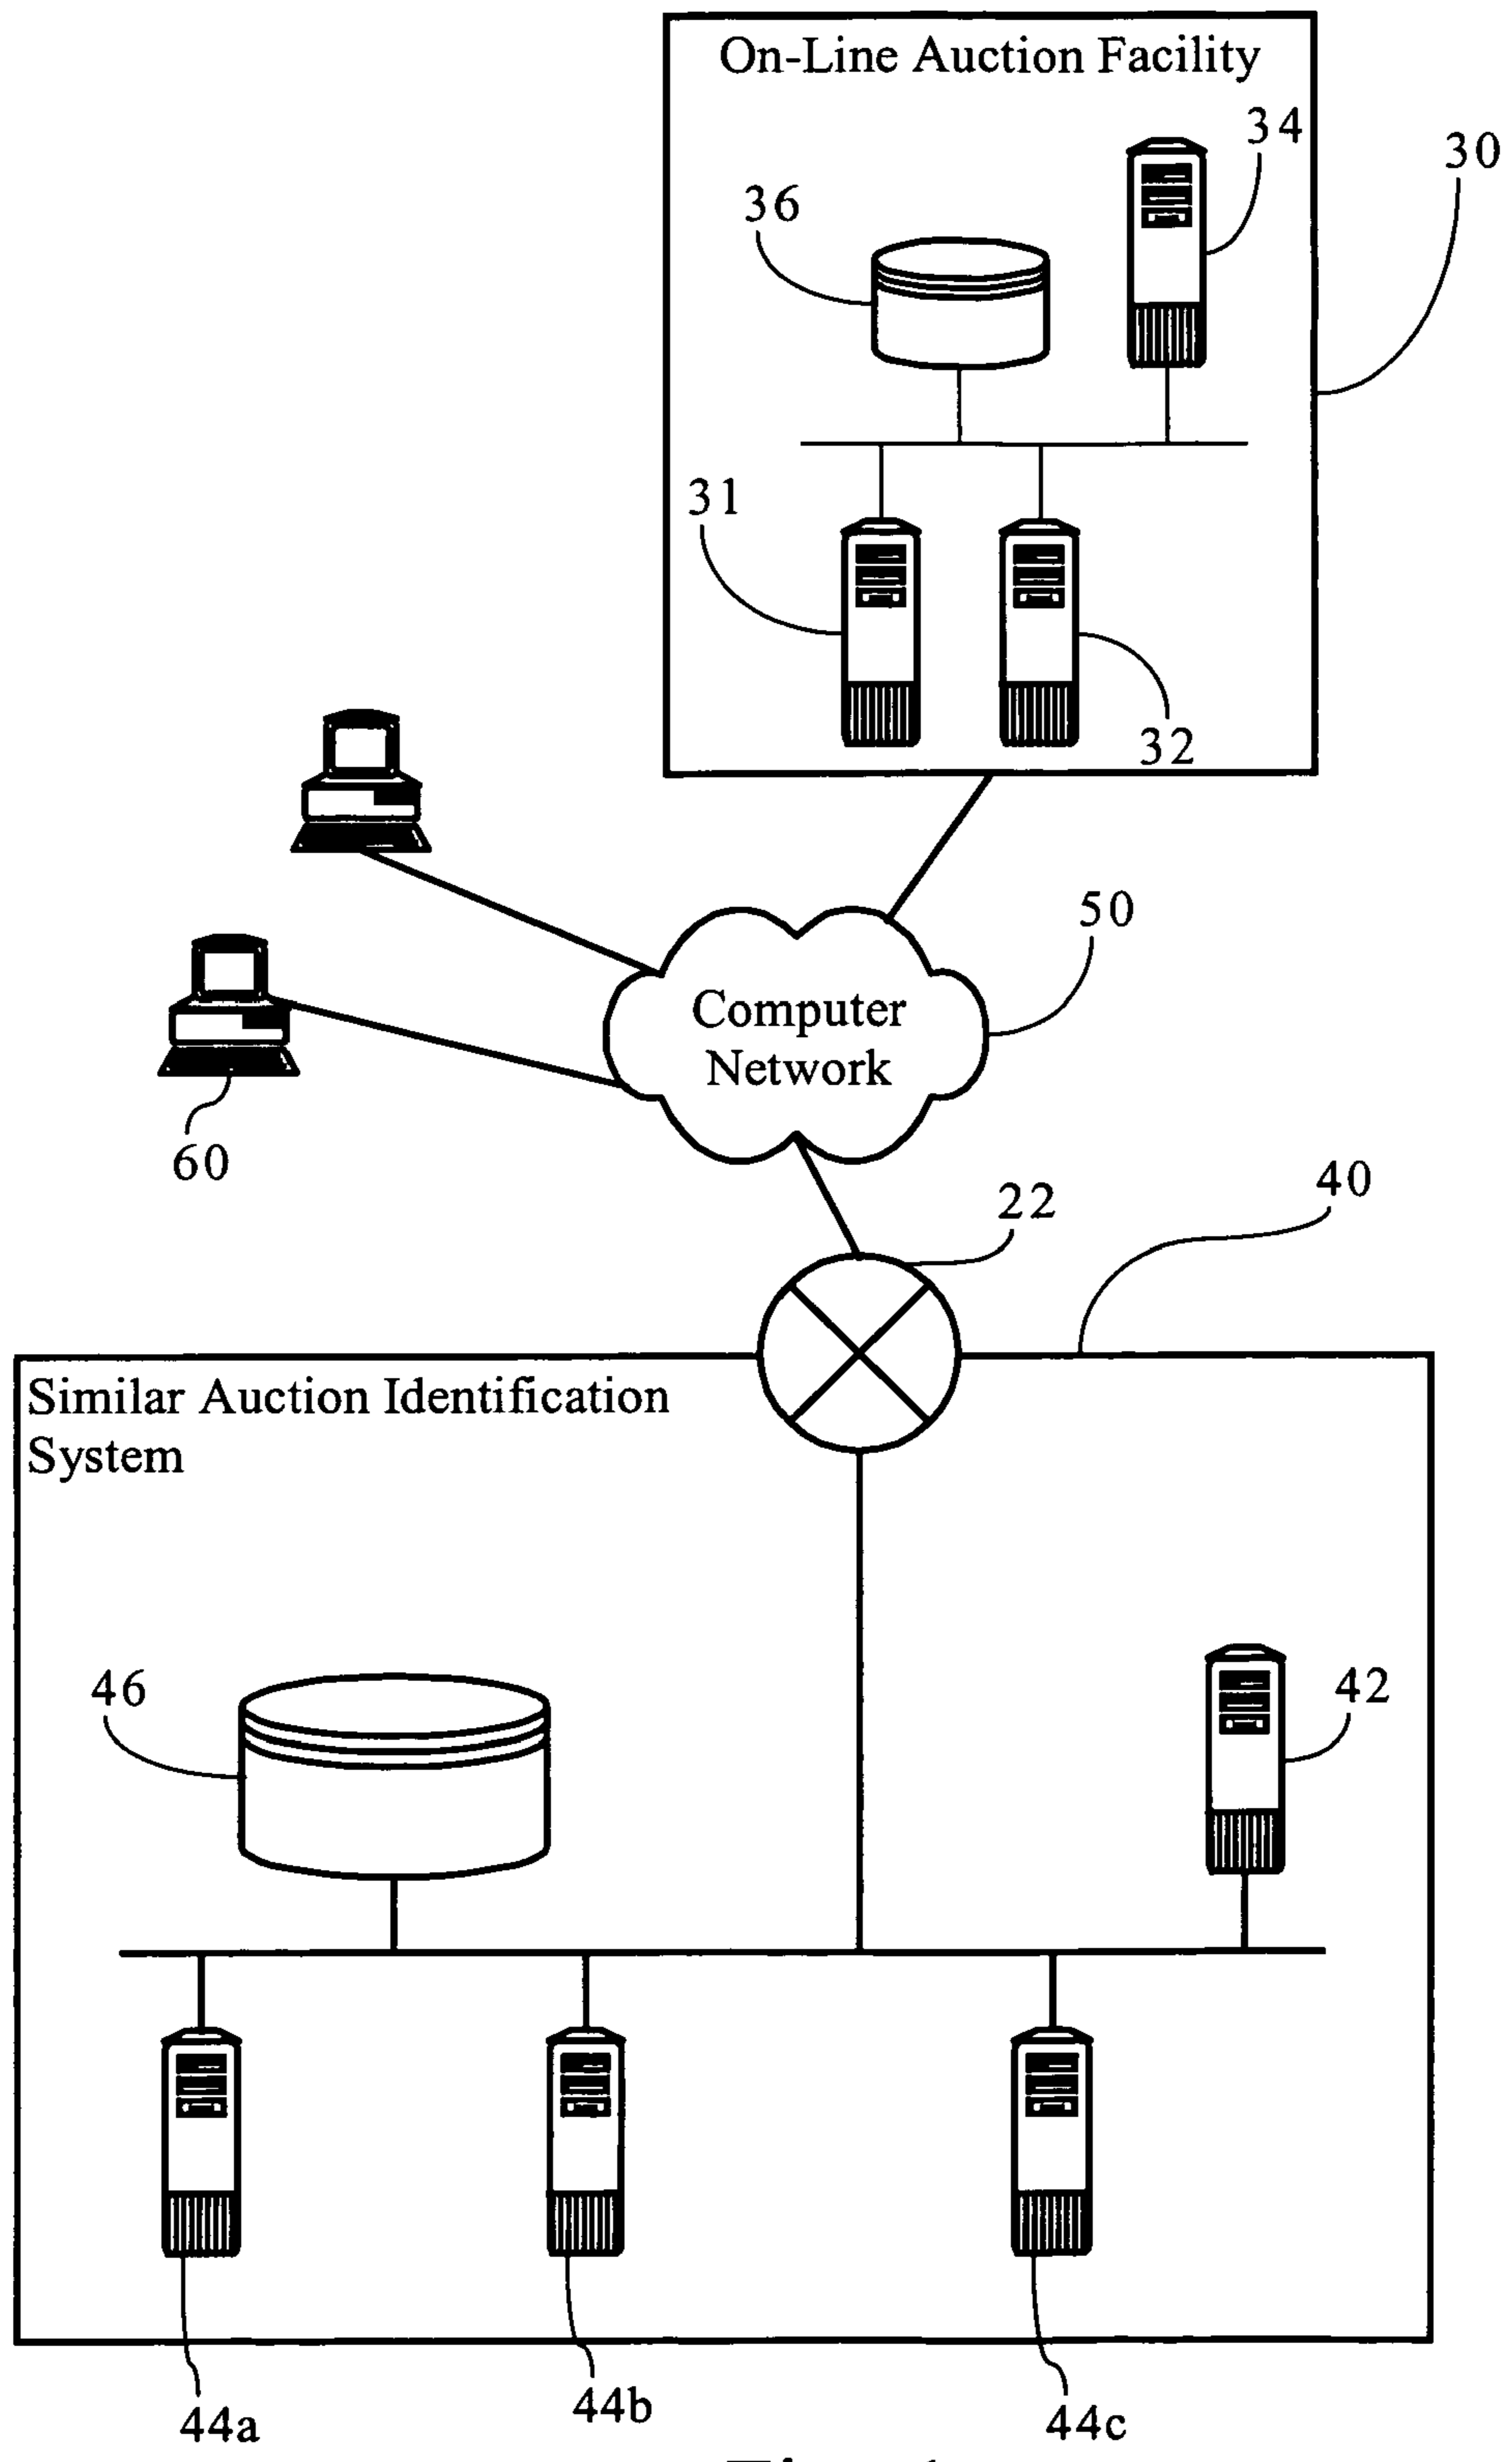 On-Line Auction Facility
34
30
36
31
32
50
Computer
Network
60
22
40
Similar Auction Identification
System
46
42
44a
44b
44c